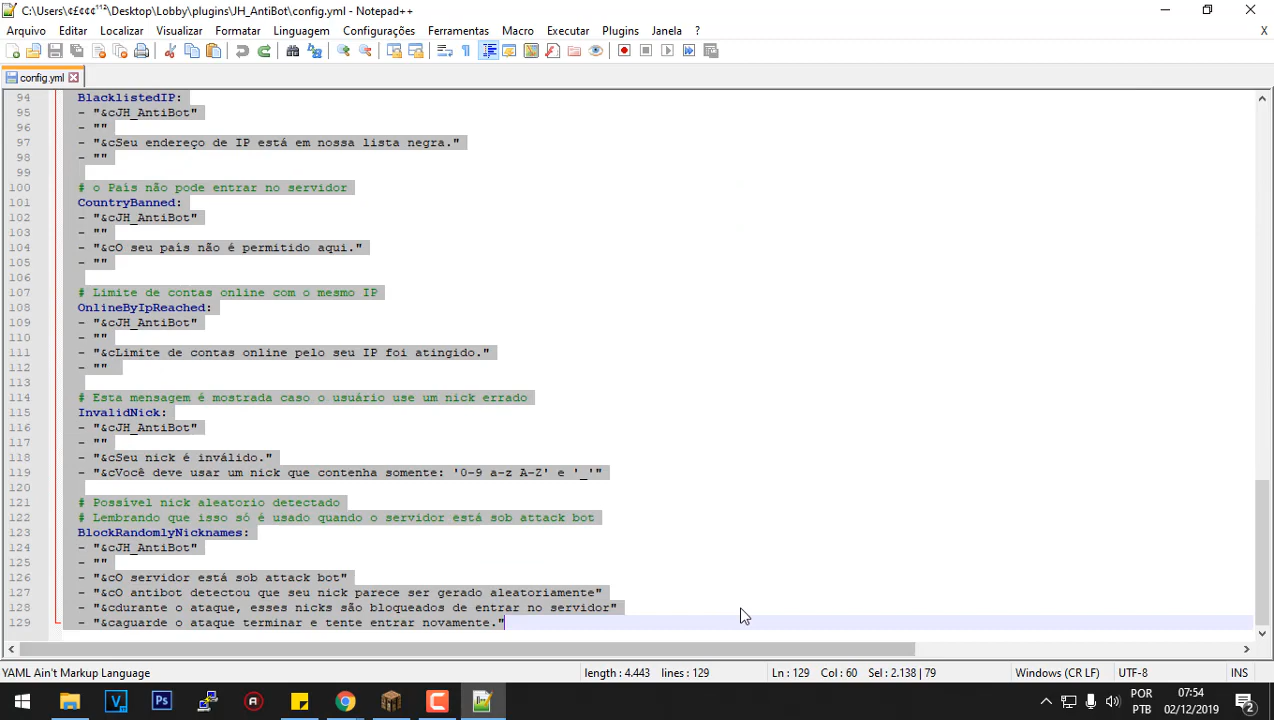 C:\Users\¢£¢¢¹¹²\Desktop\Lobby\plugins\JH_AntiBot\config.yml - Notepad++
Arquivo Editar Localizar Visualizar Formatar Linguagem Configurações Ferramentas Macro Executar Plugins Janela ? X
config.yml
94 BlacklistedIP:
95 - "&cJH_AntiBot"
96 - ""
97 - "&cSeu endereço de IP está em nossa lista negra."
98 - ""
99
100 # o País não pode entrar no servidor
101 CountryBanned:
102 - "&cJH_AntiBot"
103 - ""
104 - "&cO seu país não é permitido aqui."
105 - ""
106
107 # Limite de contas online com o mesmo IP
108 OnlineByIpReached:
109 - "&cJH_AntiBot"
110 - ""
111 - "&cLimite de contas online pelo seu IP foi atingido."
112 - ""
113
114 # Esta mensagem é mostrada caso o usuário use um nick errado
115 InvalidNick:
116 - "&cJH_AntiBot"
117 - ""
118 - "&cSeu nick é inválido."
119 - "&cVocê deve usar um nick que contenha somente: '0-9 a-z A-Z' e '_'"
120
121 # Possível nick aleatorio detectado
122 # Lembrando que isso só é usado quando o servidor está sob attack bot
123 BlockRandomlyNicknames:
124 - "&cJH_AntiBot"
125 - ""
126 - "&cO servidor está sob attack bot"
127 - "&cO antibot detectou que seu nick parece ser gerado aleatoriamente"
128 - "&cdurante o ataque, esses nicks são bloqueados de entrar no servidor"
129 - "&caguarde o ataque terminar e tente entrar novamente."
YAML Ain't Markup Language length : 4.443 lines : 129 Ln : 129 Col : 60 Sel : 2.138 | 79 Windows (CR LF) UTF-8 INS
POR 07:54
PTB 02/12/2019 2